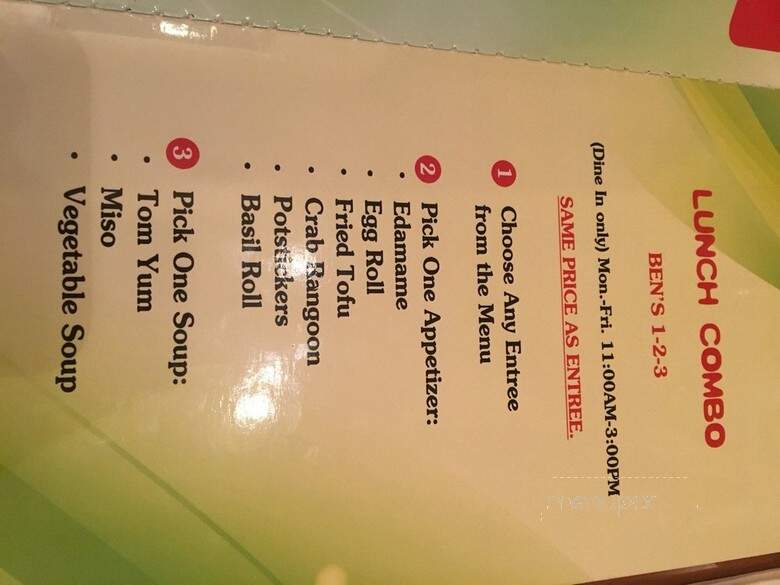 LUNCH COMBO
BEN'S 1-2-3
(Dine In only) Mon.-Fri. 11:00AM-3:00PM
SAME PRICE AS ENTREE.
1 Choose Any Entree
from the Menu
2 Pick One Appetizer:
• Edamame
• Egg Roll
• Fried Tofu
• Crab Rangoon
• Potstickers
• Basil Roll
3 Pick One Soup:
• Tom Yum
• Miso
• Vegetable Soup